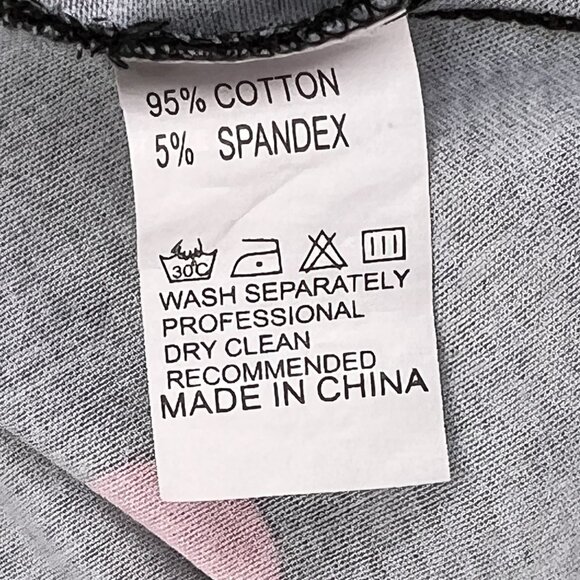 95% COTTON
5% SPANDEX
30℃
WASH SEPARATELY
PROFESSIONAL
DRY CLEAN
RECOMMENDED
MADE IN CHINA